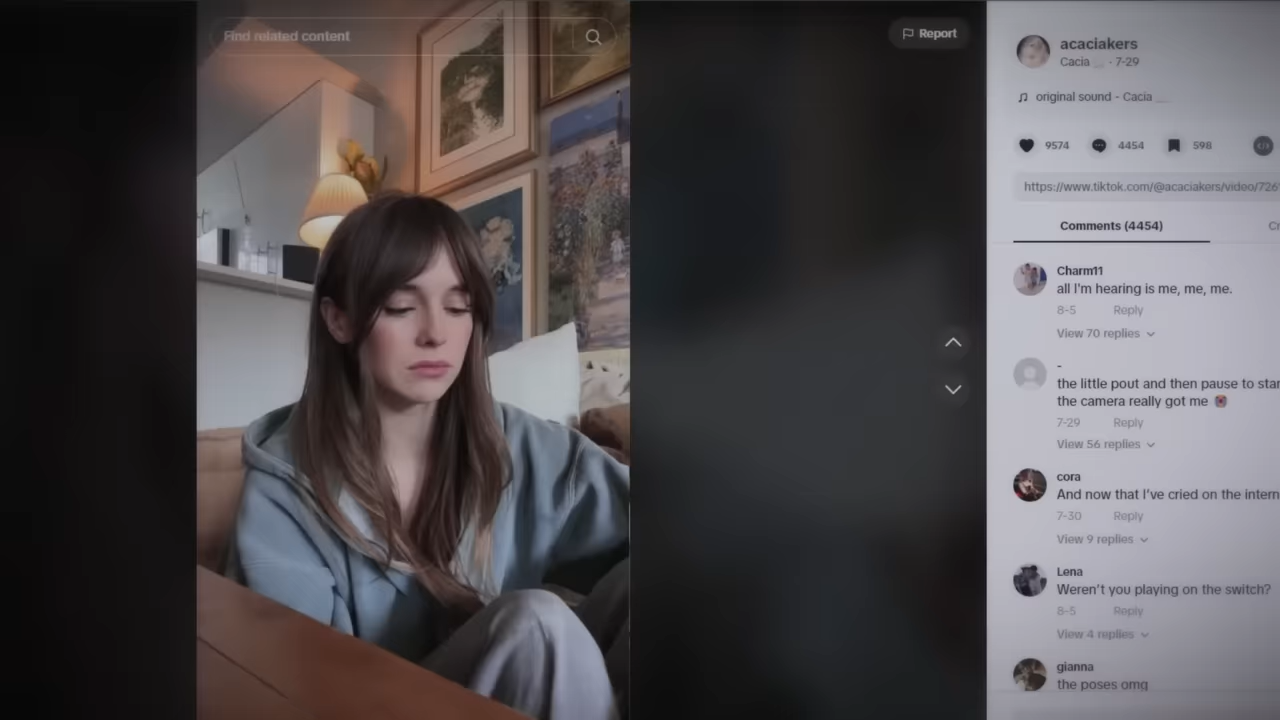 Find related content
Report
acaciakers
Cacia · 7-29
original sound - Cacia
9574
4454
598
https://www.tiktok.com/@acaciakers/video/726
Comments (4454)
Charm11
all I'm hearing is me, me, me.
8-5 Reply
View 70 replies
-
the little pout and then pause to star
the camera really got me
7-29 Reply
View 56 replies
cora
And now that I've cried on the intern
7-30 Reply
View 9 replies
Lena
Weren't you playing on the switch?
8-5 Reply
View 4 replies
gianna
the poses omg